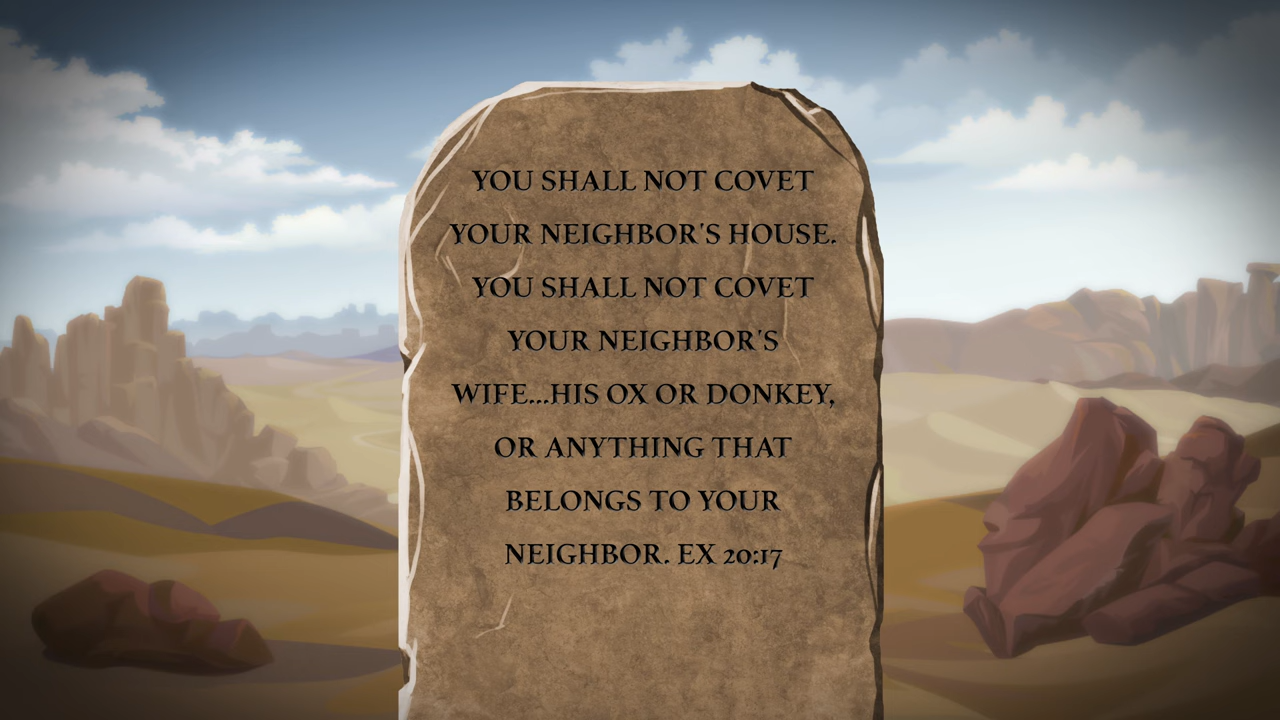 YOU SHALL NOT COVET
YOUR NEIGHBOR'S HOUSE.
YOU SHALL NOT COVET
YOUR NEIGHBOR'S
WIFE...HIS OX OR DONKEY,
OR ANYTHING THAT
BELONGS TO YOUR
NEIGHBOR. EX 20:17